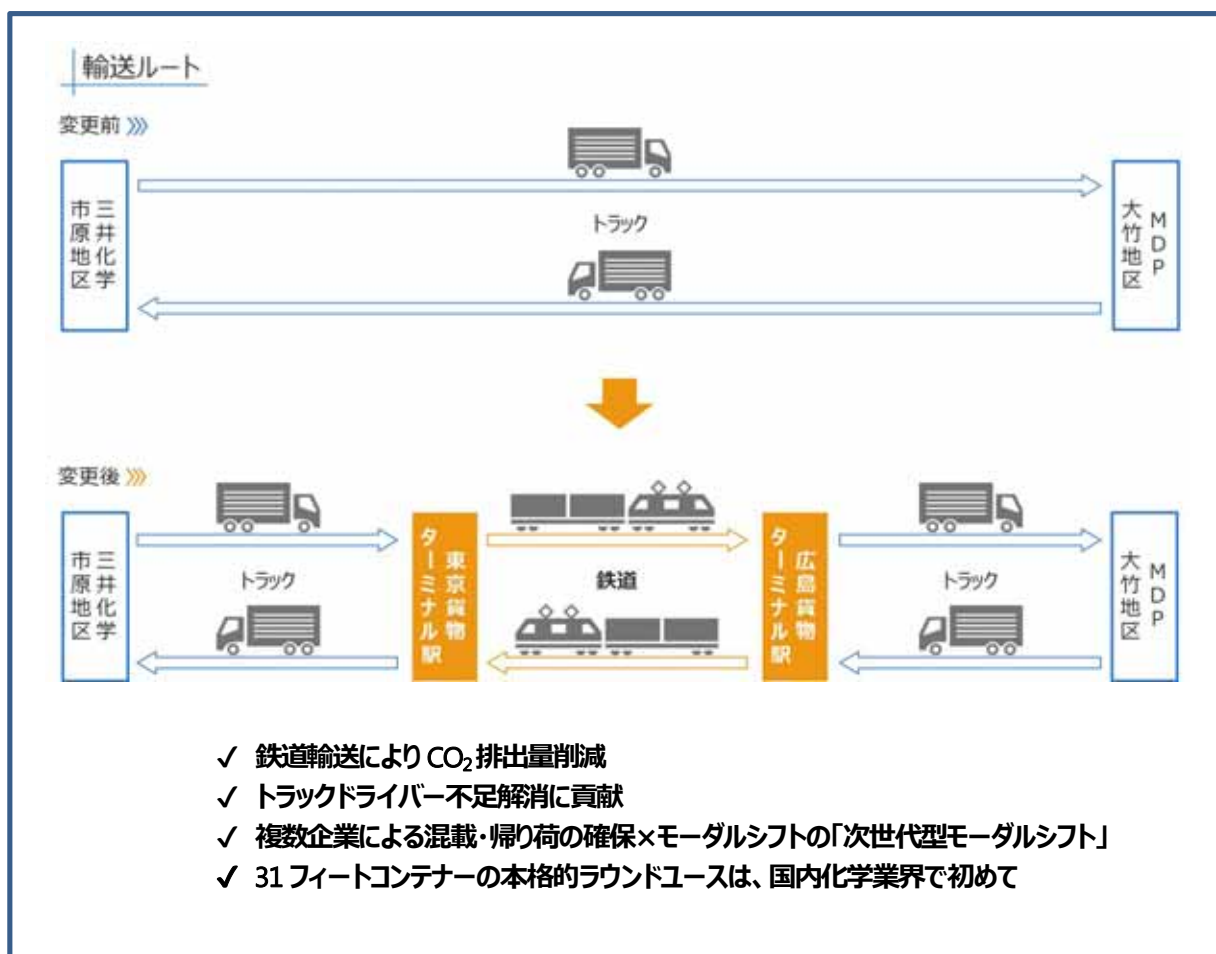 輸送ルート
変更前 》》
三井化学
市原地区
トラック
MDP
大竹地区
変更後 》》
三井化学
市原地区
トラック
東京貨物
ターミナル駅
鉄道
広島貨物
ターミナル駅
トラック
MDP
大竹地区
✓ 鉄道輸送により CO₂ 排出量削減
✓ トラックドライバー不足解消に貢献
✓ 複数企業による混載・帰り荷の確保×モーダルシフトの「次世代型モーダルシフト」
✓ 31 フィートコンテナーの本格的ラウンドユースは、国内化学業界で初めて